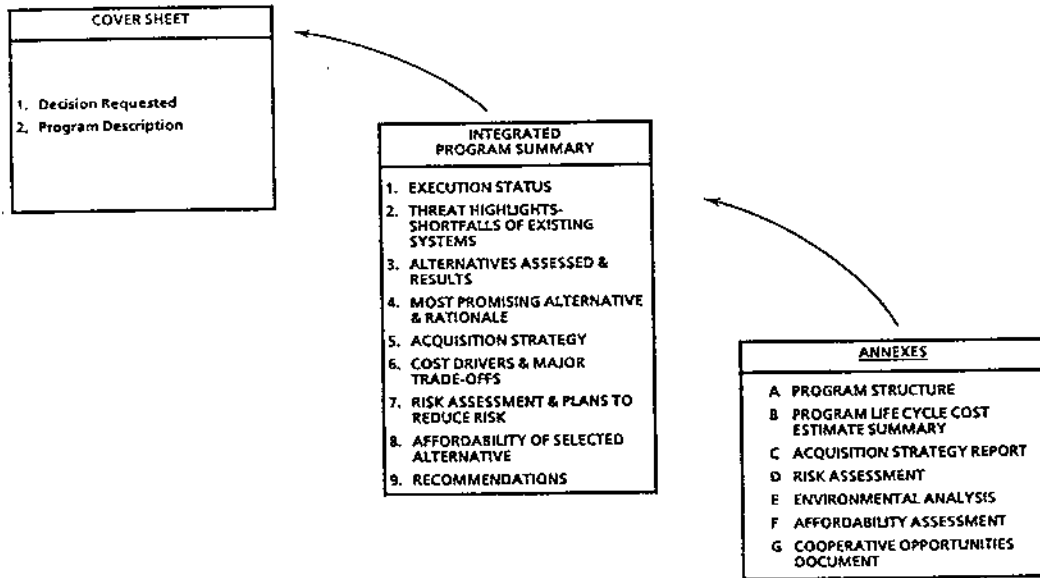 COVER SHEET
1. Decision Requested
2. Program Description
INTEGRATED
PROGRAM SUMMARY
1. EXECUTION STATUS
2. THREAT HIGHLIGHTS-
SHORTFALLS OF EXISTING
SYSTEMS
3. ALTERNATIVES ASSESSED &
RESULTS
4. MOST PROMISING ALTERNATIVE
& RATIONALE
5. ACQUISITION STRATEGY
6. COST DRIVERS & MAJOR
TRADE-OFFS
7. RISK ASSESSMENT & PLANS TO
REDUCE RISK
8. AFFORDABILITY OF SELECTED
ALTERNATIVE
9. RECOMMENDATIONS
ANNEXES
A PROGRAM STRUCTURE
B PROGRAM LIFE CYCLE COST
ESTIMATE SUMMARY
C ACQUISITION STRATEGY REPORT
D RISK ASSESSMENT
E ENVIRONMENTAL ANALYSIS
F AFFORDABILITY ASSESSMENT
G COOPERATIVE OPPORTUNITIES
DOCUMENT